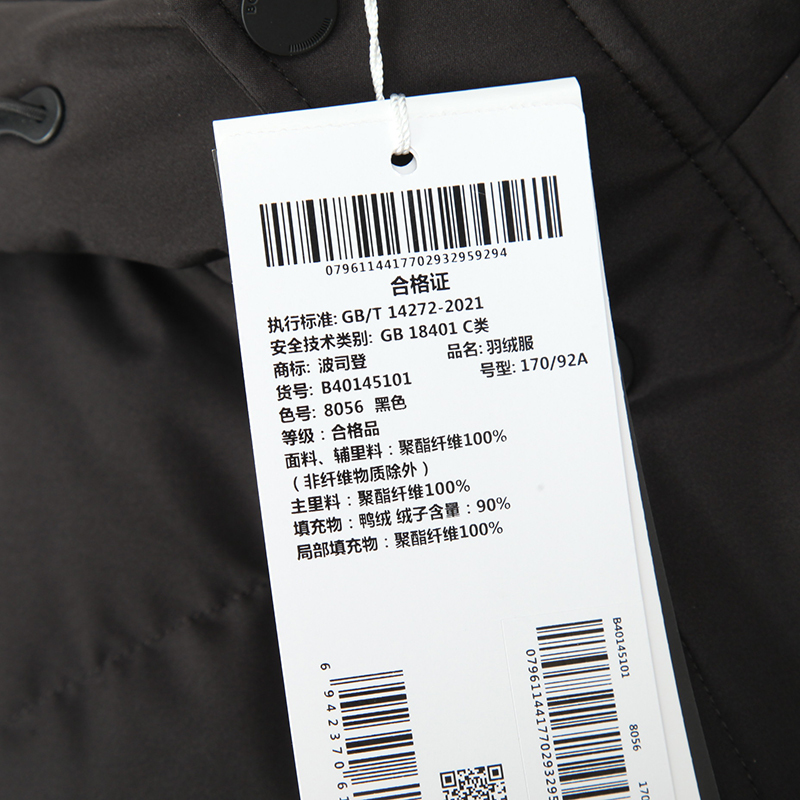 0796114417702932959294
合格证
执行标准: GB/T 14272-2021
安全技术类别: GB 18401 C类
商标: 波司登 品名: 羽绒服
货号: B40145101 号型: 170/92A
色号: 8056 黑色
等级：合格品
面料、辅里料：聚酯纤维100%
（非纤维物质除外）
主里料：聚酯纤维100%
填充物：鸭绒 绒子含量：90%
局部填充物：聚酯纤维100%
B40145101
8056